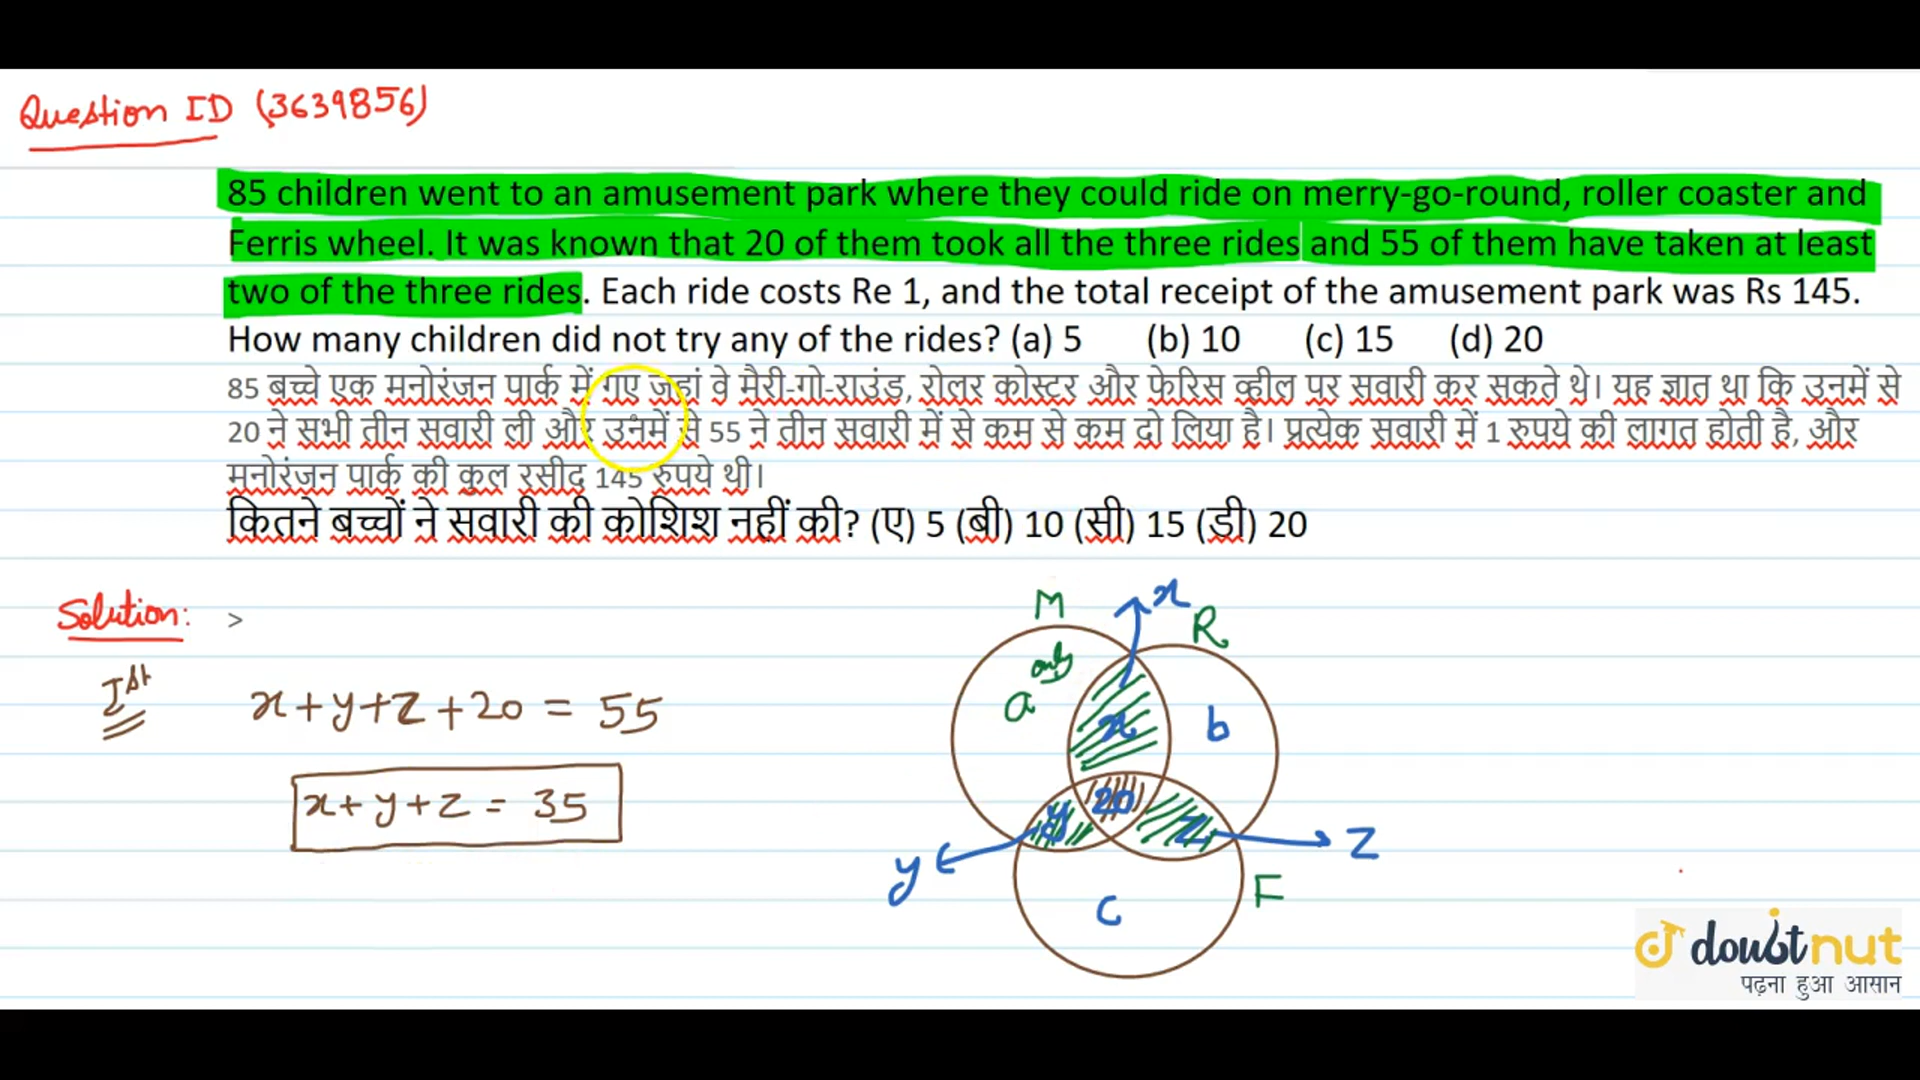 Question ID (3639856)
85 children went to an amusement park where they could ride on merry-go-round, roller coaster and
Ferris wheel. It was known that 20 of them took all the three rides and 55 of them have taken at least
two of the three rides. Each ride costs Re 1, and the total receipt of the amusement park was Rs 145.
How many children did not try any of the rides? (a) 5 (b) 10 (c) 15 (d) 20
85 बच्चे एक मनोरंजन पार्क में गए जहां वे मैरी-गो-राउंड, रोलर कोस्टर और फेरिस व्हील पर सवारी कर सकते थे। यह ज्ञात था कि उनमें से
20 ने सभी तीन सवारी ली और उनमें से 55 ने तीन सवारी में से कम से कम दो लिया है। प्रत्येक सवारी में 1 रुपये की लागत होती है, और
मनोरंजन पार्क की कुल रसीद 145 रुपये थी।
कितने बच्चों ने सवारी की कोशिश नहीं की? (ए) 5 (बी) 10 (सी) 15 (डी) 20
Solution: >
Ist
x+y+z+20 = 55
x+y+z = 35
M
x
R
only
a
x
b
20
y
z
y
z
c
F
doubtnut
पढ़ना हुआ आसान